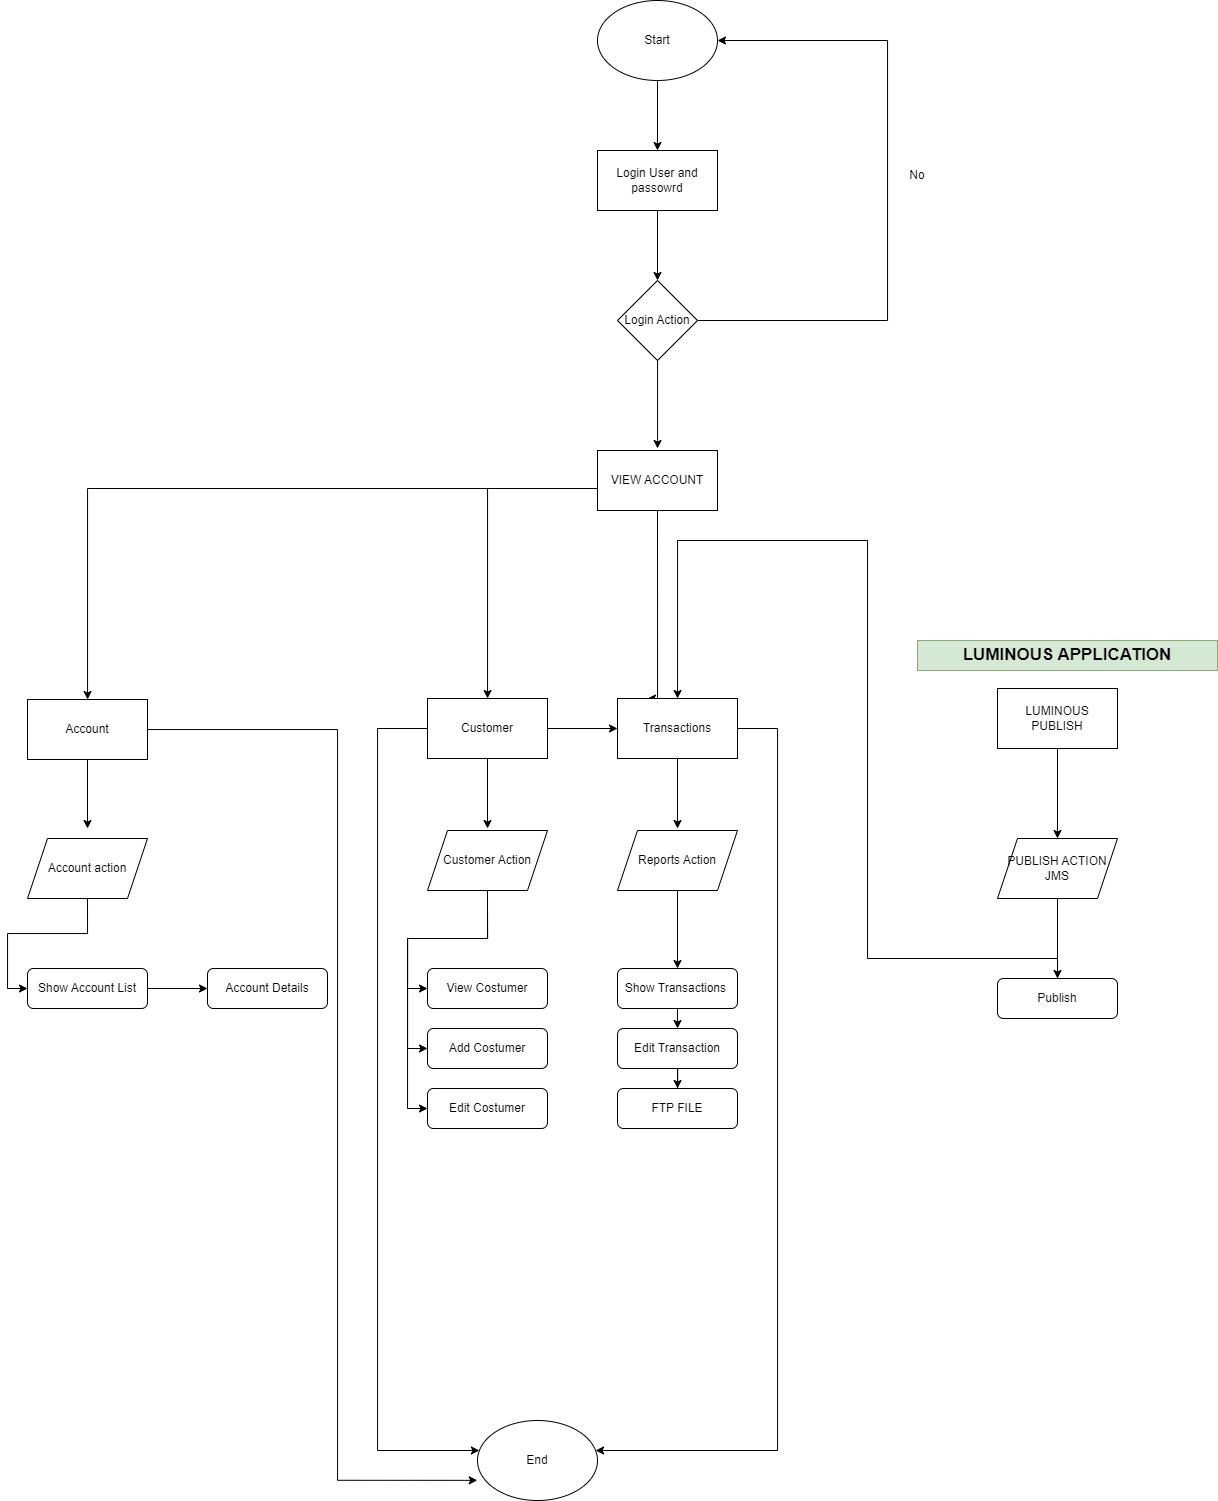 Start
No
Login User and
passowrd
Login Action
VIEW ACCOUNT
LUMINOUS APPLICATION
Account
Customer
Transactions
LUMINOUS
PUBLISH
Account action
Customer Action
Reports Action
PUBLISH ACTION
JMS
Show Account List
Account Details
View Costumer
Show Transactions
Publish
Add Costumer
Edit Transaction
Edit Costumer
FTP FILE
End